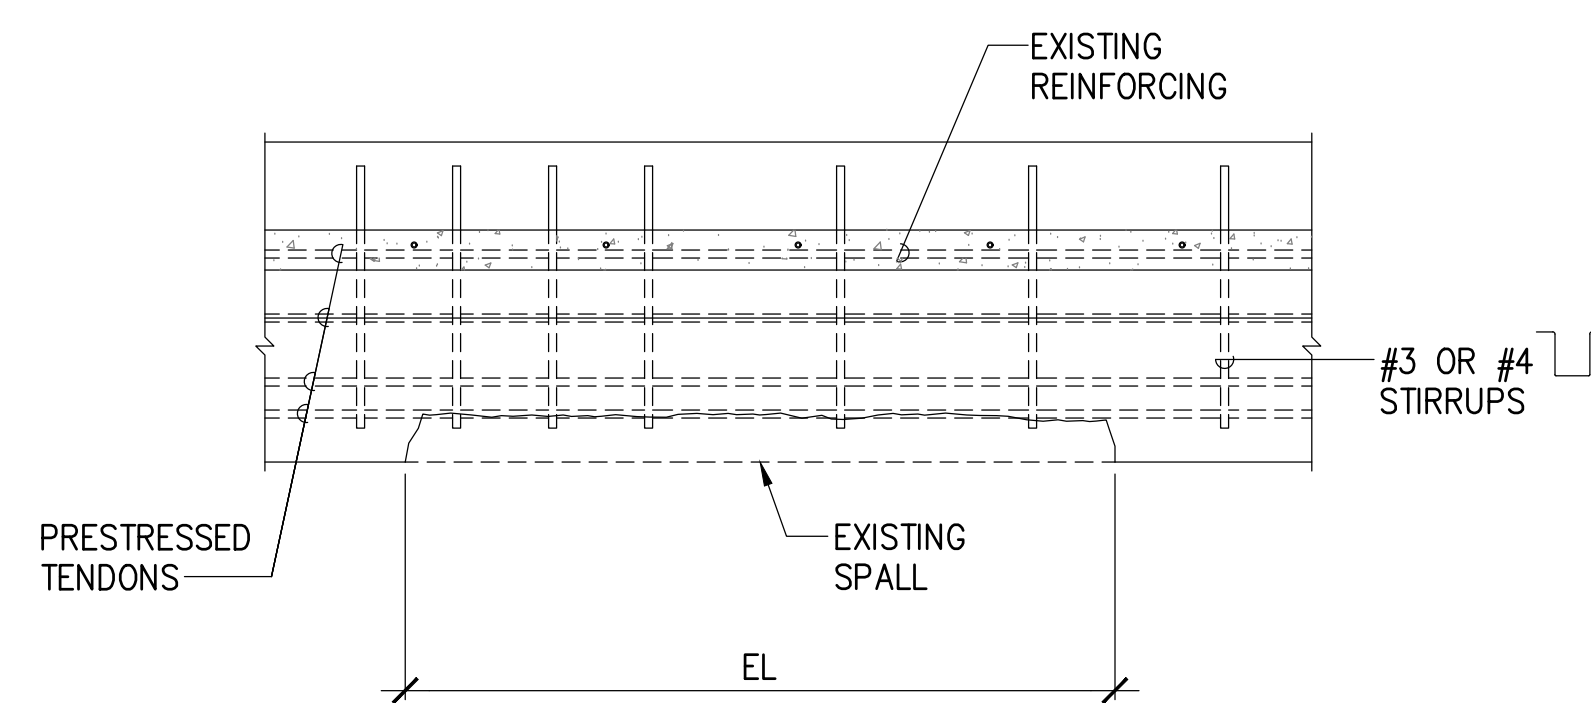 EXISTING
REINFORCING
#3 OR #4
STIRRUPS
PRESTRESSED
TENDONS
EXISTING
SPALL
EL